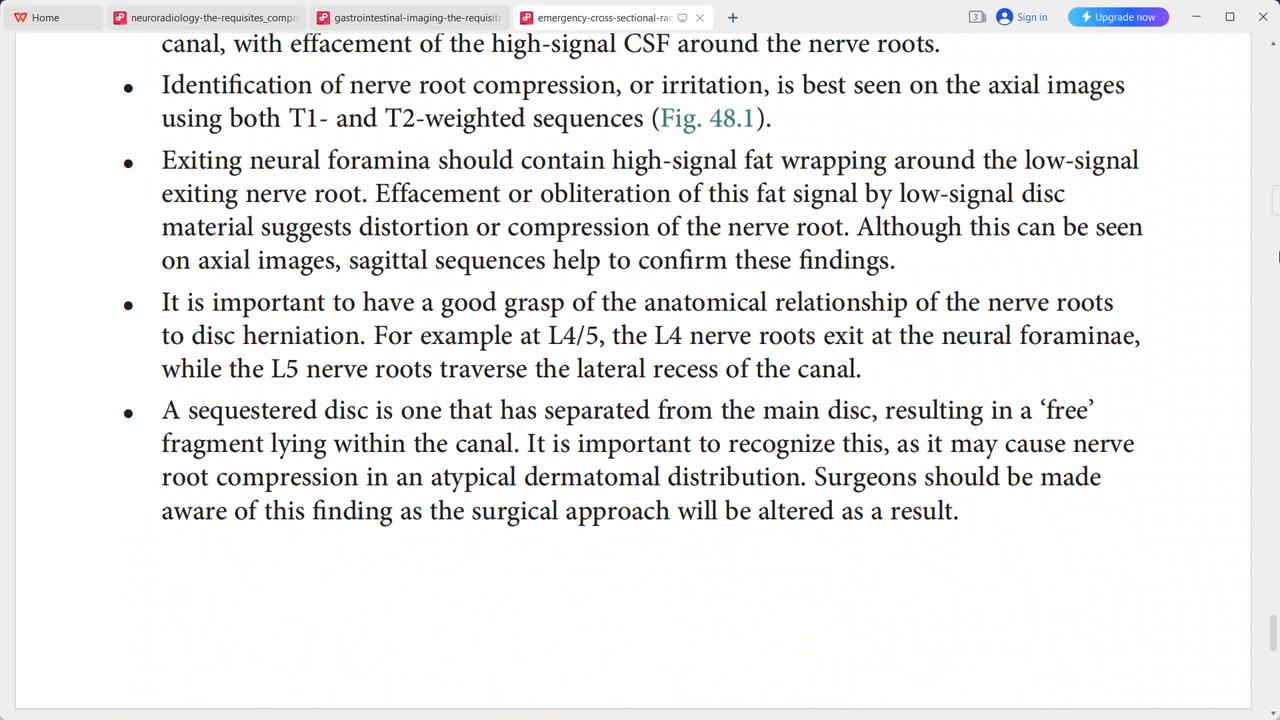 Home
neuroradiology-the-requisite_compr
gastrointestinal-imaging-the-requisite
emergency-cross-sectional-rad
3
Sign in
Upgrade now
canal, with effacement of the high-signal CSF around the nerve roots.
• Identification of nerve root compression, or irritation, is best seen on the axial images
using both T1- and T2-weighted sequences (Fig. 48.1).
• Exiting neural foramina should contain high-signal fat wrapping around the low-signal
exiting nerve root. Effacement or obliteration of this fat signal by low-signal disc
material suggests distortion or compression of the nerve root. Although this can be seen
on axial images, sagittal sequences help to confirm these findings.
• It is important to have a good grasp of the anatomical relationship of the nerve roots
to disc herniation. For example at L4/5, the L4 nerve roots exit at the neural foraminae,
while the L5 nerve roots traverse the lateral recess of the canal.
• A sequestered disc is one that has separated from the main disc, resulting in a ‘free’
fragment lying within the canal. It is important to recognize this, as it may cause nerve
root compression in an atypical dermatomal distribution. Surgeons should be made
aware of this finding as the surgical approach will be altered as a result.